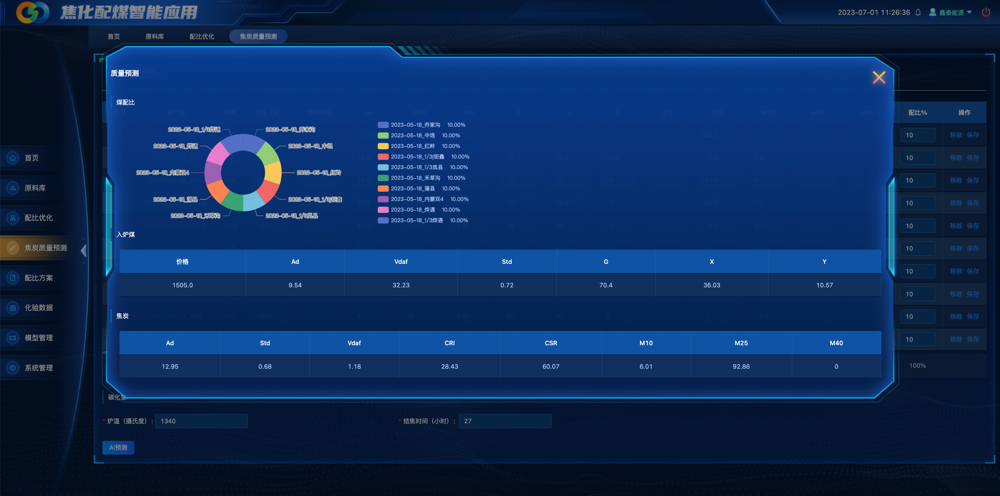 焦化配煤智能应用
2023-07-01 11:26:36 鑫泰能源
首页 原料库 配比优化 焦炭质量预测
首页
原料库
配比优化
焦炭质量预测
配比方案
化验数据
模型管理
系统管理
质量预测
煤配比
2023-05-18_1/3烨通
2023-05-18_乔家沟
2023-05-18_烨通
2023-05-18_中垠
2023-05-18_内蒙双4
2023-05-18_红岭
2023-05-18_蒲县
2023-05-18_1/3j钜鑫
2023-05-18_禾草沟
2023-05-18_1/3岚县
2023-05-18_乔家沟 10.00%
2023-05-18_中垠 10.00%
2023-05-18_红岭 10.00%
2023-05-18_1/3j钜鑫 10.00%
2023-05-18_1/3岚县 10.00%
2023-05-18_禾草沟 10.00%
2023-05-18_蒲县 10.00%
2023-05-18_内蒙双4 10.00%
2023-05-18_烨通 10.00%
2023-05-18_1/3烨通 10.00%
入炉煤
价格 Ad Vdaf Std G X Y
1505.0 9.54 32.23 0.72 70.4 36.03 10.57
焦炭
Ad Std Vdaf CRI CSR M10 M25 M40
12.95 0.68 1.18 28.43 60.07 6.01 92.86 0
配比% 操作
10 移除 保存
10 移除 保存
10 移除 保存
10 移除 保存
10 移除 保存
10 移除 保存
10 移除 保存
10 移除 保存
10 移除 保存
10 移除 保存
100%
碳化室
* 炉温（摄氏度）: 1340
* 结焦时间（小时）: 27
AI预测